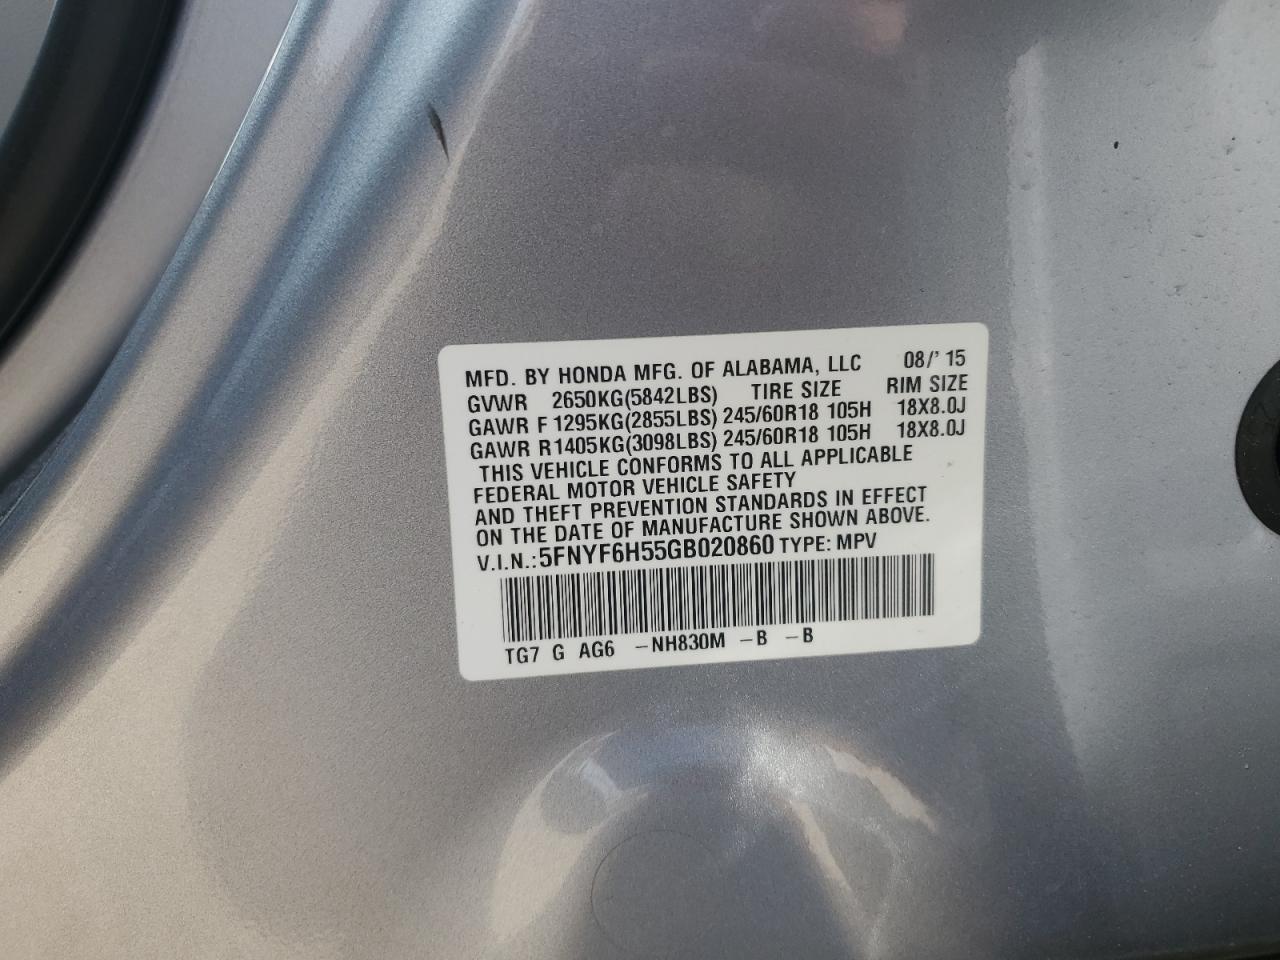 MFD. BY HONDA MFG. OF ALABAMA, LLC 08/'15
GVWR 2650KG(5842LBS) TIRE SIZE RIM SIZE
GAWR F 1295KG(2855LBS) 245/60R18 105H 18X8.0J
GAWR R 1405KG(3098LBS) 245/60R18 105H 18X8.0J
THIS VEHICLE CONFORMS TO ALL APPLICABLE
FEDERAL MOTOR VEHICLE SAFETY
AND THEFT PREVENTION STANDARDS IN EFFECT
ON THE DATE OF MANUFACTURE SHOWN ABOVE.
V.I.N.: 5FNYF6H55GB020860 TYPE: MPV
TG7 G AG6 -NH830M -B -B